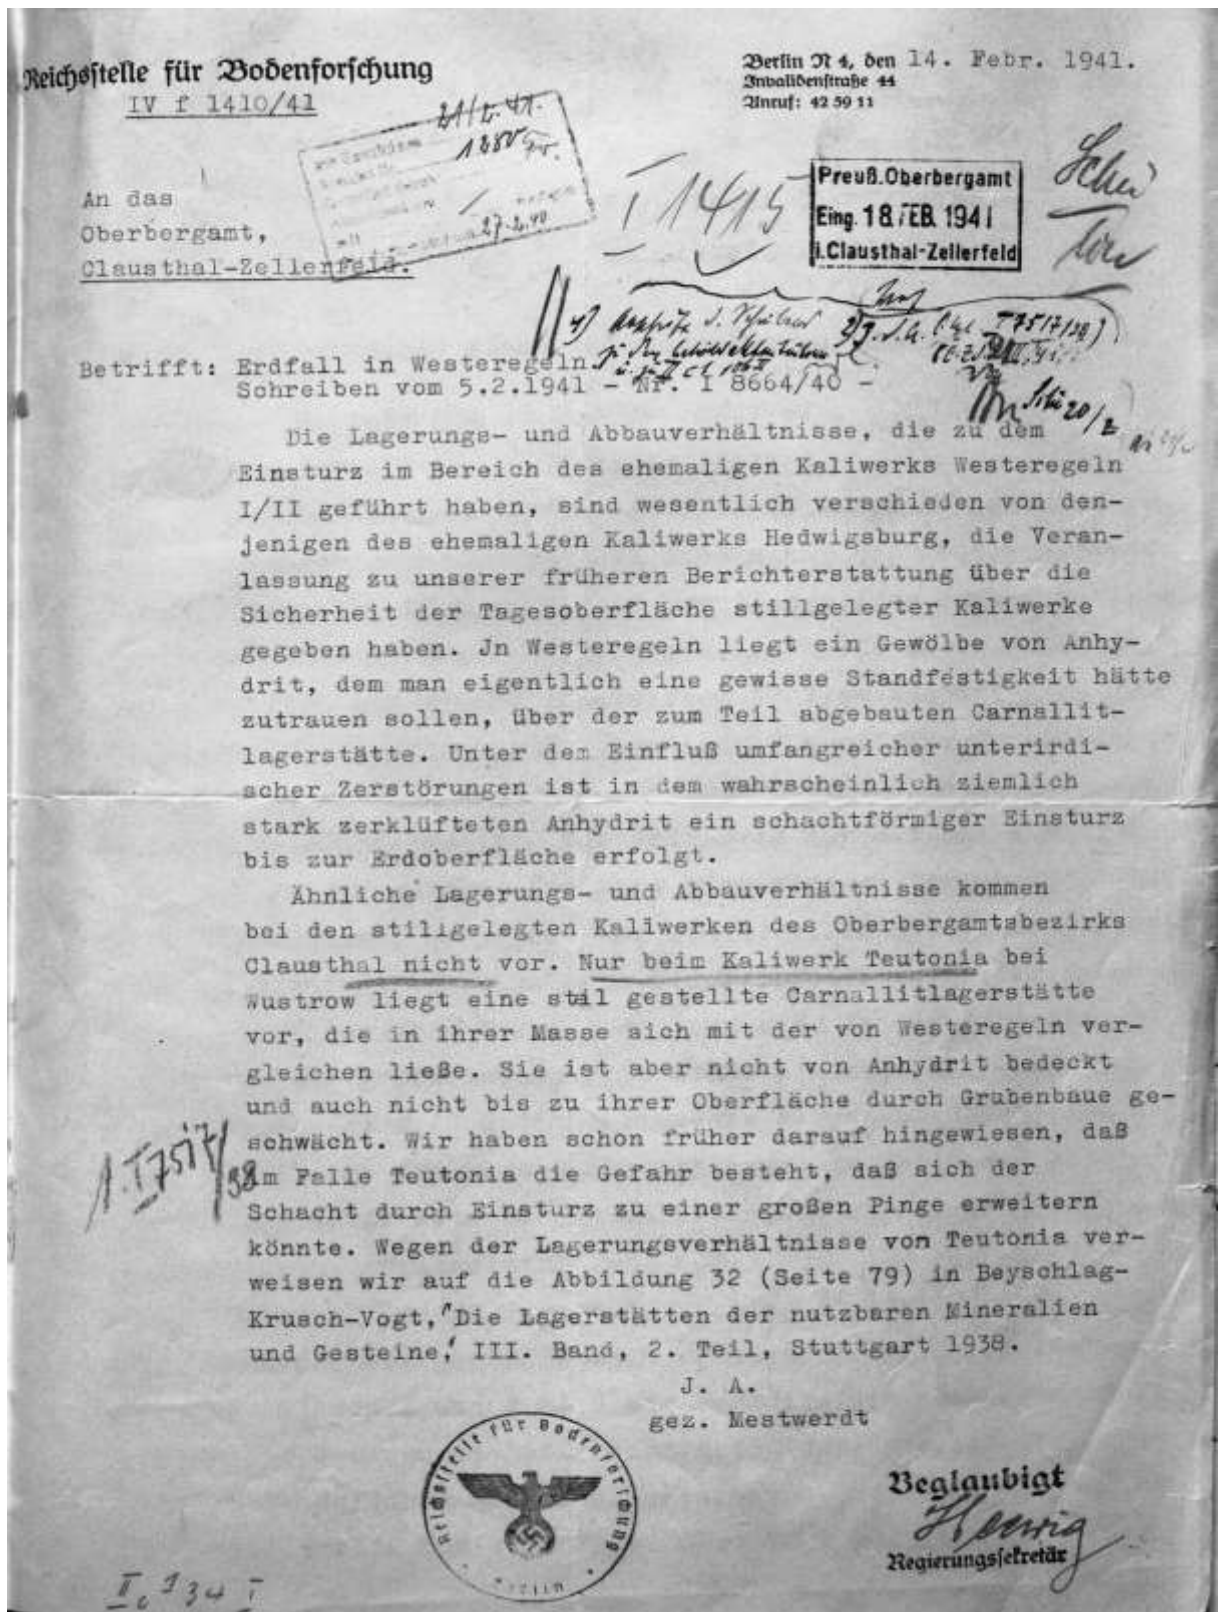 Reichsstelle für Bodenforschung
IV f 1410/41
Berlin N 4, den 14. Febr. 1941.
Invalidenstraße 44
Anruf: 42 59 11
21/2. 41.
1280
27.2.40
I 1415
Preuß.Oberbergamt
Eing. 18.FEB.1941
i.Clausthal-Zellerfeld
An das
Oberbergamt,
Clausthal-Zellerfeld.
Betrifft: Erdfall in Westeregeln.
Schreiben vom 5.2.1941 - Nr. I 8664/40 -
20/2
Die Lagerungs- und Abbauverhältnisse, die zu dem
Einsturz im Bereich des ehemaligen Kaliwerks Westeregeln
I/II geführt haben, sind wesentlich verschieden von den-
jenigen des ehemaligen Kaliwerks Hedwigsburg, die Veran-
lassung zu unserer früheren Berichterstattung über die
Sicherheit der Tagesoberfläche stillgelegter Kaliwerke
gegeben haben. Jn Westeregeln liegt ein Gewölbe von Anhy-
drit, dem man eigentlich eine gewisse Standfestigkeit hätte
zutrauen sollen, über der zum Teil abgebauten Carnallit-
lagerstätte. Unter dem Einfluß umfangreicher unterirdi-
scher Zerstörungen ist in dem wahrscheinlich ziemlich
stark zerklüfteten Anhydrit ein schachtförmiger Einsturz
bis zur Erdoberfläche erfolgt.
Ähnliche Lagerungs- und Abbauverhältnisse kommen
bei den stillgelegten Kaliwerken des Oberbergamtsbezirks
Clausthal nicht vor. Nur beim Kaliwerk Teutonia bei
Wustrow liegt eine steil gestellte Carnallitlagerstätte
vor, die in ihrer Masse sich mit der von Westeregeln ver-
gleichen ließe. Sie ist aber nicht von Anhydrit bedeckt
und auch nicht bis zu ihrer Oberfläche durch Grubenbaue ge-
schwächt. Wir haben schon früher darauf hingewiesen, daß
I 7517/38
im Falle Teutonia die Gefahr besteht, daß sich der
Schacht durch Einsturz zu einer großen Pinge erweitern
könnte. Wegen der Lagerungsverhältnisse von Teutonia ver-
weisen wir auf die Abbildung 32 (Seite 79) in Beyschlag-
Krusch-Vogt, "Die Lagerstätten der nutzbaren Mineralien
und Gesteine," III. Band, 2. Teil, Stuttgart 1938.
J. A.
gez. Mestwerdt
Reichsstelle für Bodenforschung
Berlin
Beglaubigt
Regierungssekretär